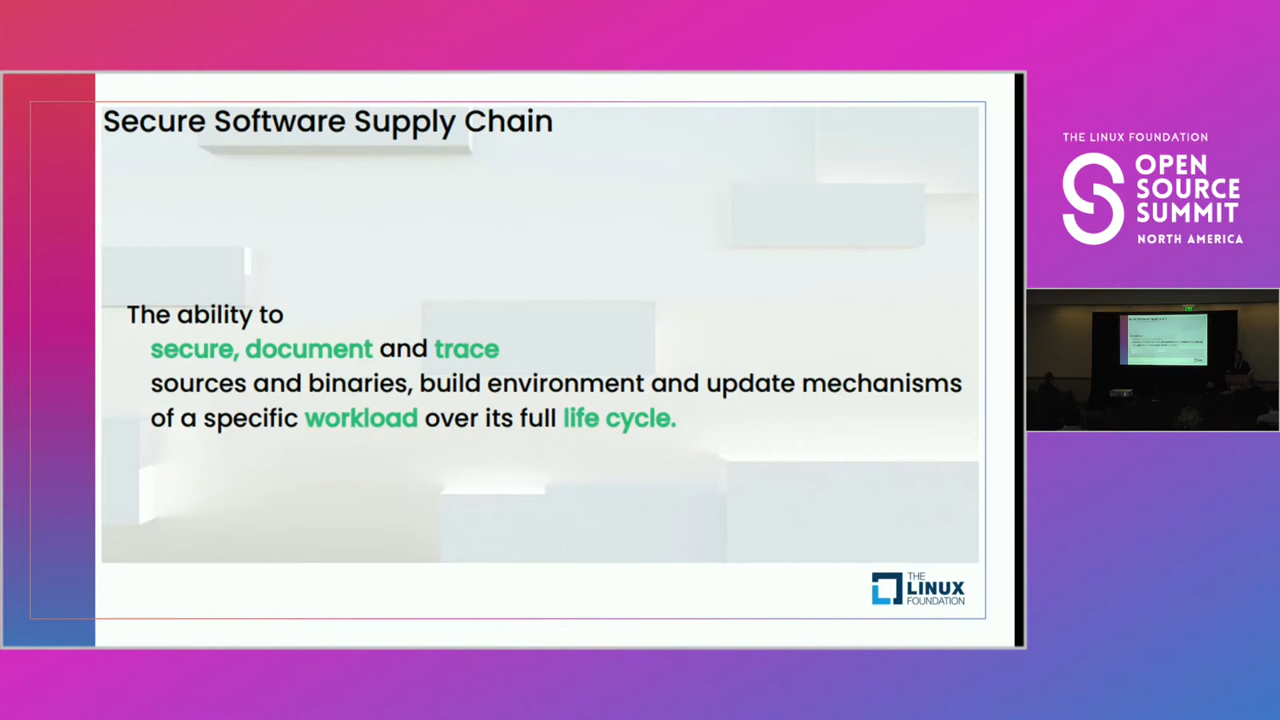 Secure Software Supply Chain
The ability to
secure, document and trace
sources and binaries, build environment and update mechanisms
of a specific workload over its full life cycle.
THE
LINUX
FOUNDATION
THE LINUX FOUNDATION
OPEN
SOURCE
SUMMIT
NORTH AMERICA